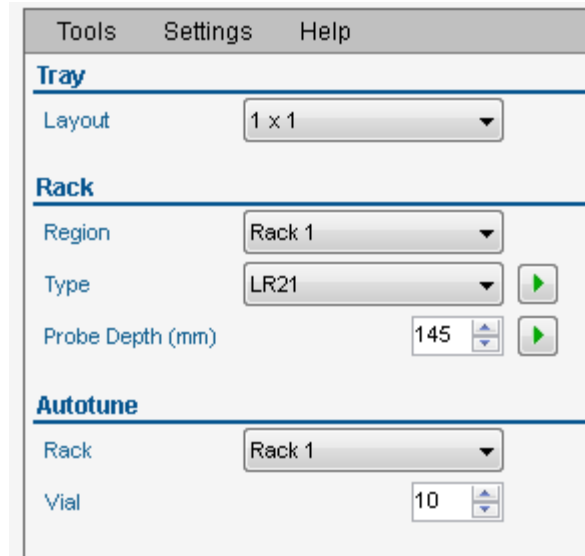 Tools Settings Help
Tray
Layout 1 x 1
Rack
Region Rack 1
Type LR21
Probe Depth (mm) 145
Autotune
Rack Rack 1
Vial 10